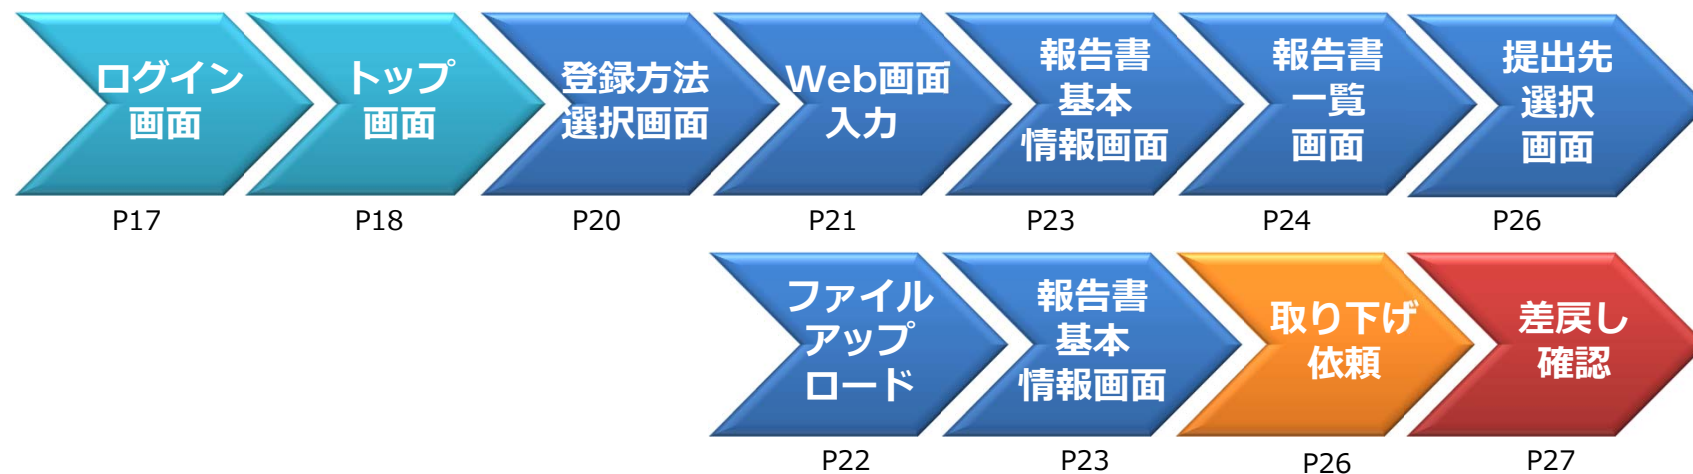 ログイン
画面
トップ
画面
登録方法
選択画面
Web画面
入力
報告書
基本
情報画面
報告書
一覧
画面
提出先
選択
画面
P17
P18
P20
P21
P23
P24
P26
ファイル
アップ
ロード
報告書
基本
情報画面
取り下げ
依頼
差戻し
確認
P22
P23
P26
P27